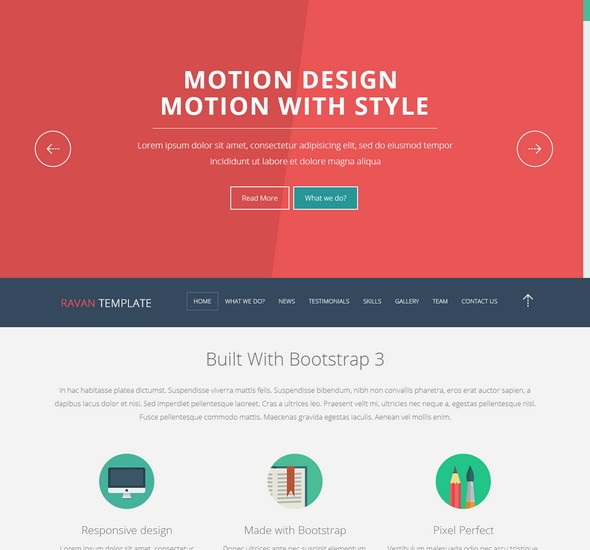 MOTION DESIGN
MOTION WITH STYLE
Lorem ipsum dolor sit amet, consectetur adipisicing elit, sed do eiusmod tempor
incididunt ut labore et dolore magna aliqua
Read More What we do?
RAVAN TEMPLATE HOME WHAT WE DO? NEWS TESTIMONIALS SKILLS GALLERY TEAM CONTACT US
Built With Bootstrap 3
In hac habitasse platea dictumst. Suspendisse viverra mattis felis. Suspendisse bibendum, nibh non convallis pharetra, eros erat auctor sapien, a
dapibus lacus dolor et nisl. Sed imperdiet pellentesque laoreet. Cras a ultrices leo. Praesent velit mi, ultricies nec neque a, egestas pellentesque nisl.
Fusce pellentesque commodo mattis. Maecenas gravida egestas iaculis. Aenean vel mollis enim.
Responsive design Made with Bootstrap Pixel Perfect